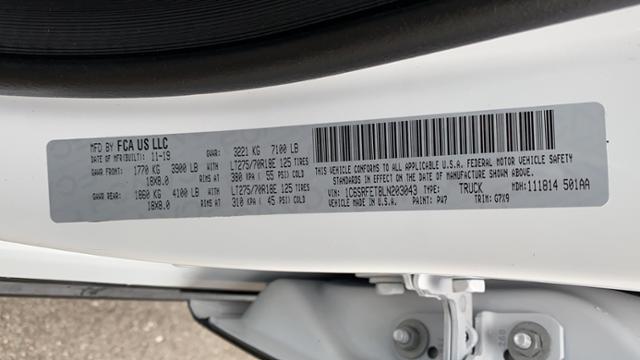 MFD BY FCA US LLC
DATE OF MFR(BUILT): 11-19 GVWR: 3221 KG 7100 LB
GAWR FRONT: 1770 KG 3900 LB WITH LT275/70R18E 125 TIRES
18X8.0 RIMS AT 380 KPA ( 55 PSI) COLD
GAWR REAR: 1860 KG 4100 LB WITH LT275/70R18E 125 TIRES
18X8.0 RIMS AT 310 KPA ( 45 PSI) COLD
THIS VEHICLE CONFORMS TO ALL APPLICABLE U.S.A. FEDERAL MOTOR VEHICLE SAFETY
STANDARDS IN EFFECT ON THE DATE OF MANUFACTURE SHOWN ABOVE.
VIN: 1C6SRFET8LN203043 TYPE: TRUCK MDH: 111814 501AA
VEHICLE MADE IN U.S.A. PAINT: PW7 TRIM: G7X9